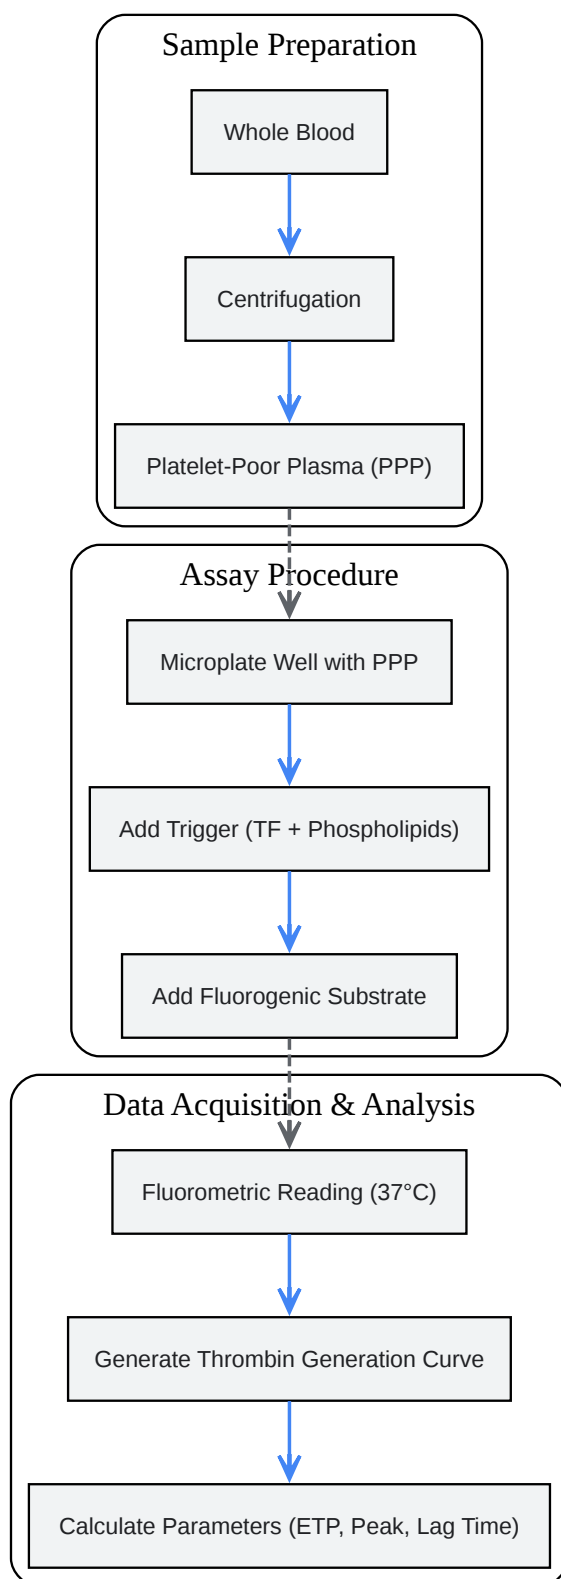 Sample Preparation
Whole Blood
Centrifugation
Platelet-Poor Plasma (PPP)
Assay Procedure
Microplate Well with PPP
Add Trigger (TF + Phospholipids)
Add Fluorogenic Substrate
Data Acquisition & Analysis
Fluorometric Reading (37°C)
Generate Thrombin Generation Curve
Calculate Parameters (ETP, Peak, Lag Time)